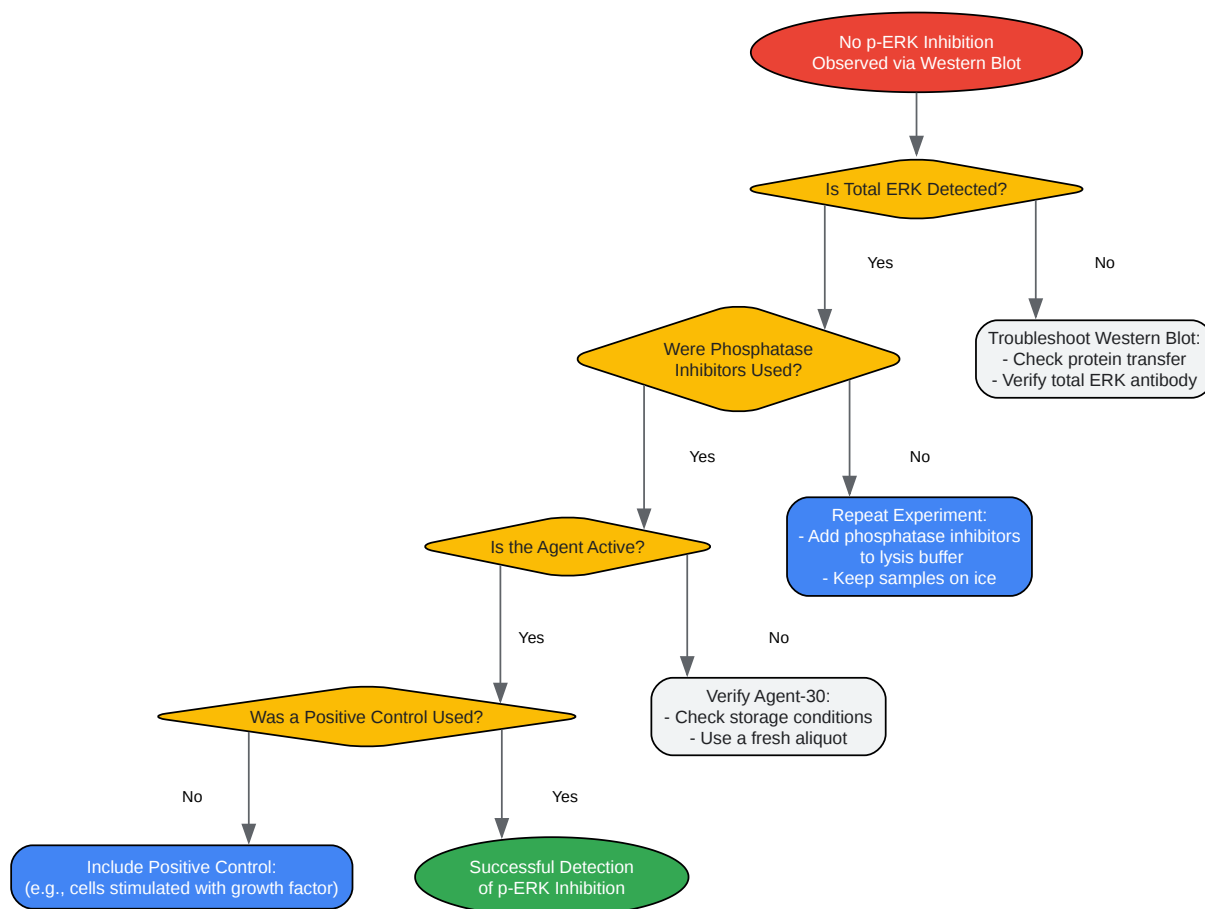 No p-ERK Inhibition
Observed via Western Blot
Is Total ERK Detected?
Yes
No
Were Phosphatase
Inhibitors Used?
Troubleshoot Western Blot:
- Check protein transfer
- Verify total ERK antibody
Yes
No
Is the Agent Active?
Repeat Experiment:
- Add phosphatase inhibitors
to lysis buffer
- Keep samples on ice
Yes
No
Was a Positive Control Used?
Verify Agent-30:
- Check storage conditions
- Use a fresh aliquot
No
Yes
Include Positive Control:
(e.g., cells stimulated with growth factor)
Successful Detection
of p-ERK Inhibition